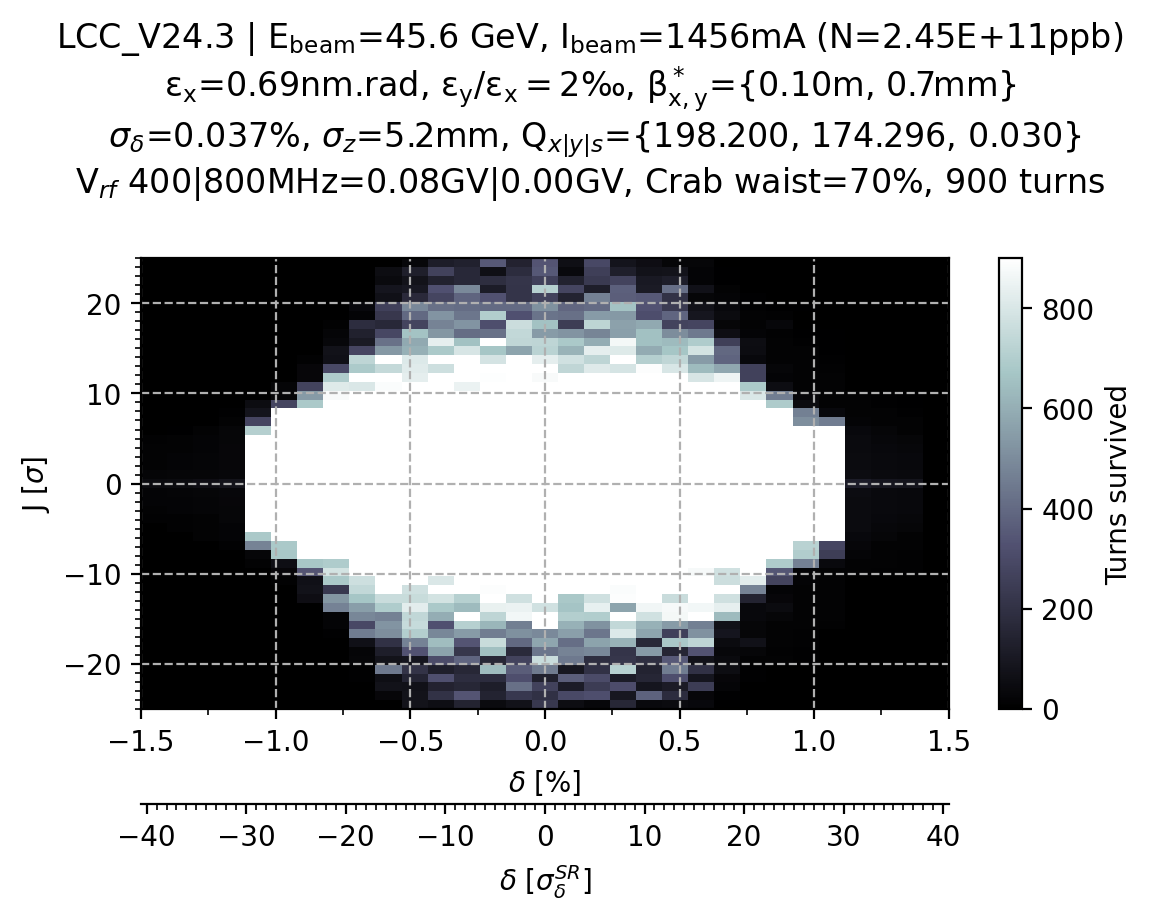 LCC_V24.3 | E_beam=45.6 GeV, I_beam=1456mA (N=2.45E+11ppb)
ε_x=0.69nm.rad, ε_y/ε_x = 2‰, β*_x,y={0.10m, 0.7mm}
σ_δ=0.037%, σ_z=5.2mm, Q_x|y|s={198.200, 174.296, 0.030}
V_rf 400|800MHz=0.08GV|0.00GV, Crab waist=70%, 900 turns
J [σ]
20
10
0
−10
−20
−1.5 −1.0 −0.5 0.0 0.5 1.0 1.5
δ [%]
−40 −30 −20 −10 0 10 20 30 40
δ [σ_δ^SR]
800
600
400
200
0
Turns survived